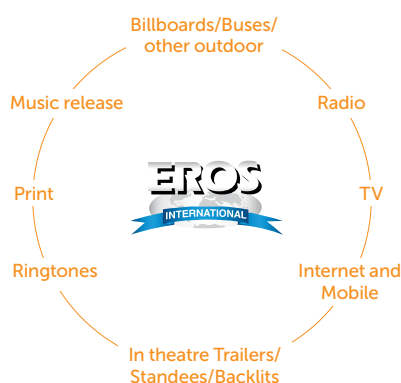 Billboards/Buses/
other outdoor
Music release
Radio
EROS
INTERNATIONAL
Print
TV
Ringtones
Internet and
Mobile
In theatre Trailers/
Standees/Backlits